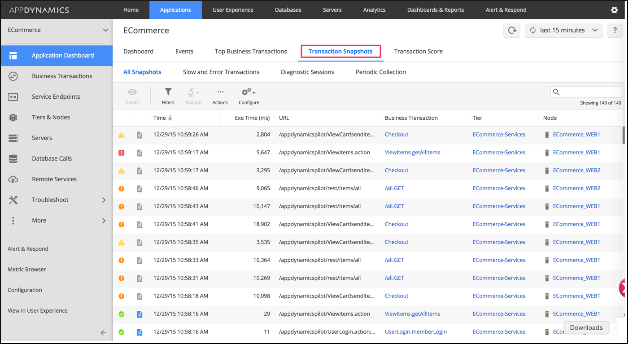 APPDYNAMICS Home Applications User Experience Databases Servers Analytics Dashboards & Reports Alert & Respond
ECommerce
ECommerce last 15 minutes ?
Dashboard Events Top Business Transactions Transaction Snapshots Transaction Score
All Snapshots Slow and Error Transactions Diagnostic Sessions Periodic Collection
Details Filters Analyze Actions Configure
Showing 149 of 149
Time Exe Time (ms) URL Business Transaction Tier Node
12/29/15 10:59:26 AM 2,804 /appdynamicspilot/ViewCart!sendite... Checkout ECommerce-Services ECommerce_WEB1
12/29/15 10:59:17 AM 5,647 /appdynamicspilot/ViewItems.action ViewItems.getAllItems ECommerce-Services ECommerce_WEB1
12/29/15 10:59:17 AM 3,295 /appdynamicspilot/ViewCart!sendite... Checkout ECommerce-Services ECommerce_WEB2
12/29/15 10:58:46 AM 9,065 /appdynamicspilot/rest/items/all /all.GET ECommerce-Services ECommerce_WEB2
12/29/15 10:58:43 AM 10,147 /appdynamicspilot/rest/items/all /all.GET ECommerce-Services ECommerce_WEB1
12/29/15 10:58:41 AM 18,902 /appdynamicspilot/ViewCart!sendite... Checkout ECommerce-Services ECommerce_WEB1
12/29/15 10:58:35 AM 3,535 /appdynamicspilot/ViewCart!sendite... Checkout ECommerce-Services ECommerce_WEB1
12/29/15 10:58:33 AM 10,364 /appdynamicspilot/rest/items/all /all.GET ECommerce-Services ECommerce_WEB1
12/29/15 10:58:31 AM 10,269 /appdynamicspilot/rest/items/all /all.GET ECommerce-Services ECommerce_WEB1
12/29/15 10:58:18 AM 10,098 /appdynamicspilot/ViewCart!sendite... Checkout ECommerce-Services ECommerce_WEB1
12/29/15 10:58:16 AM 29 /appdynamicspilot/ViewItems.action ViewItems.getAllItems ECommerce-Services ECommerce_WEB1
12/29/15 10:58:16 AM 11 /appdynamicspilot/UserLogin.action;... UserLogin.memberLogin ECommerce-Services ECommerce_WEB1
Application Dashboard
Business Transactions
Service Endpoints
Tiers & Nodes
Servers
Database Calls
Remote Services
Troubleshoot
More
Alert & Respond
Metric Browser
Configuration
View in User Experience
Downloads